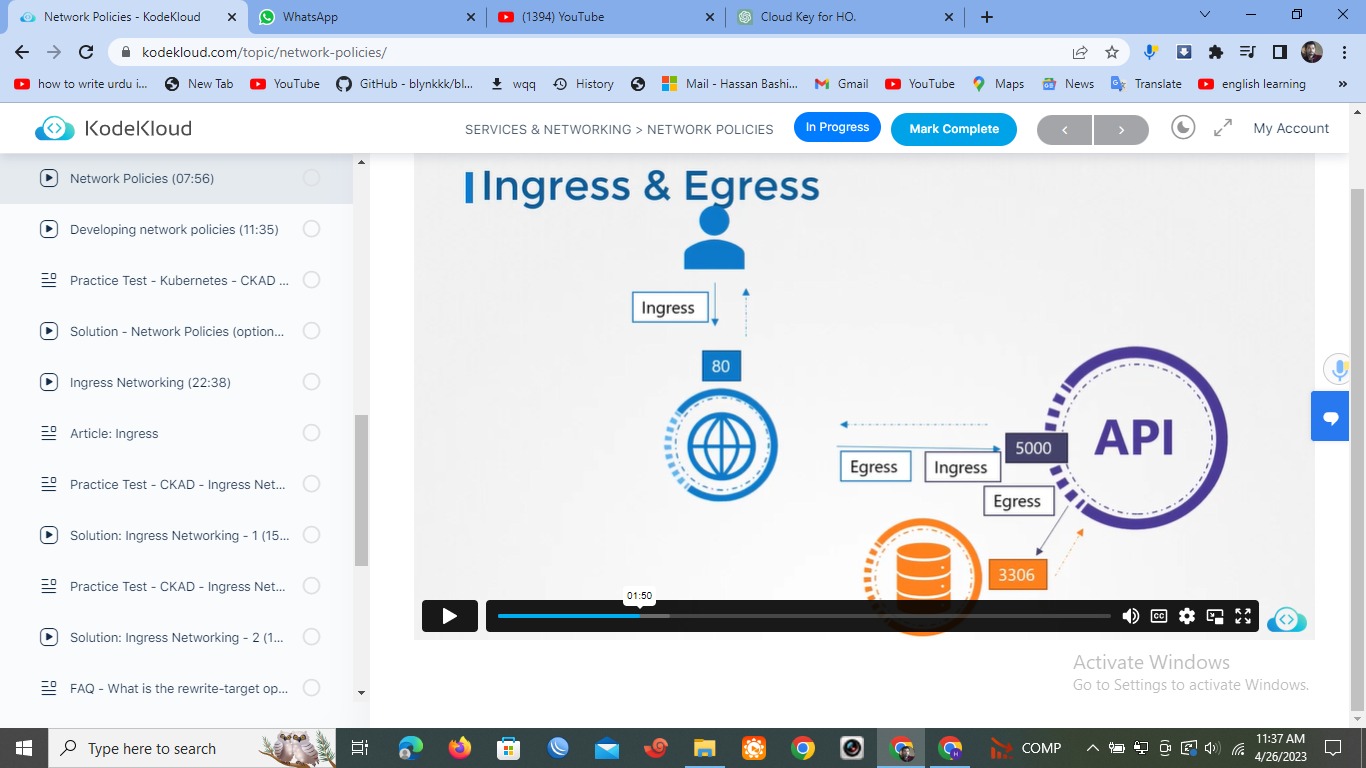 Network Policies - KodeKloud
WhatsApp
(1394) YouTube
Cloud Key for HO.
kodekloud.com/topic/network-policies/
how to write urdu i...
New Tab
YouTube
GitHub - blynkkk/bl...
wqq
History
Mail - Hassan Bashi...
Gmail
YouTube
Maps
News
Translate
english learning
»
KodeKloud
SERVICES & NETWORKING > NETWORK POLICIES
In Progress
Mark Complete
My Account
Network Policies (07:56)
Developing network policies (11:35)
Practice Test - Kubernetes - CKAD ...
Solution - Network Policies (option...
Ingress Networking (22:38)
Article: Ingress
Practice Test - CKAD - Ingress Net...
Solution: Ingress Networking - 1 (15...
Practice Test - CKAD - Ingress Net...
Solution: Ingress Networking - 2 (1...
FAQ - What is the rewrite-target op...
Ingress & Egress
Ingress
80
API
5000
Egress
Ingress
Egress
3306
01:50
CC
Activate Windows
Go to Settings to activate Windows.
Type here to search
COMP
11:37 AM
4/26/2023